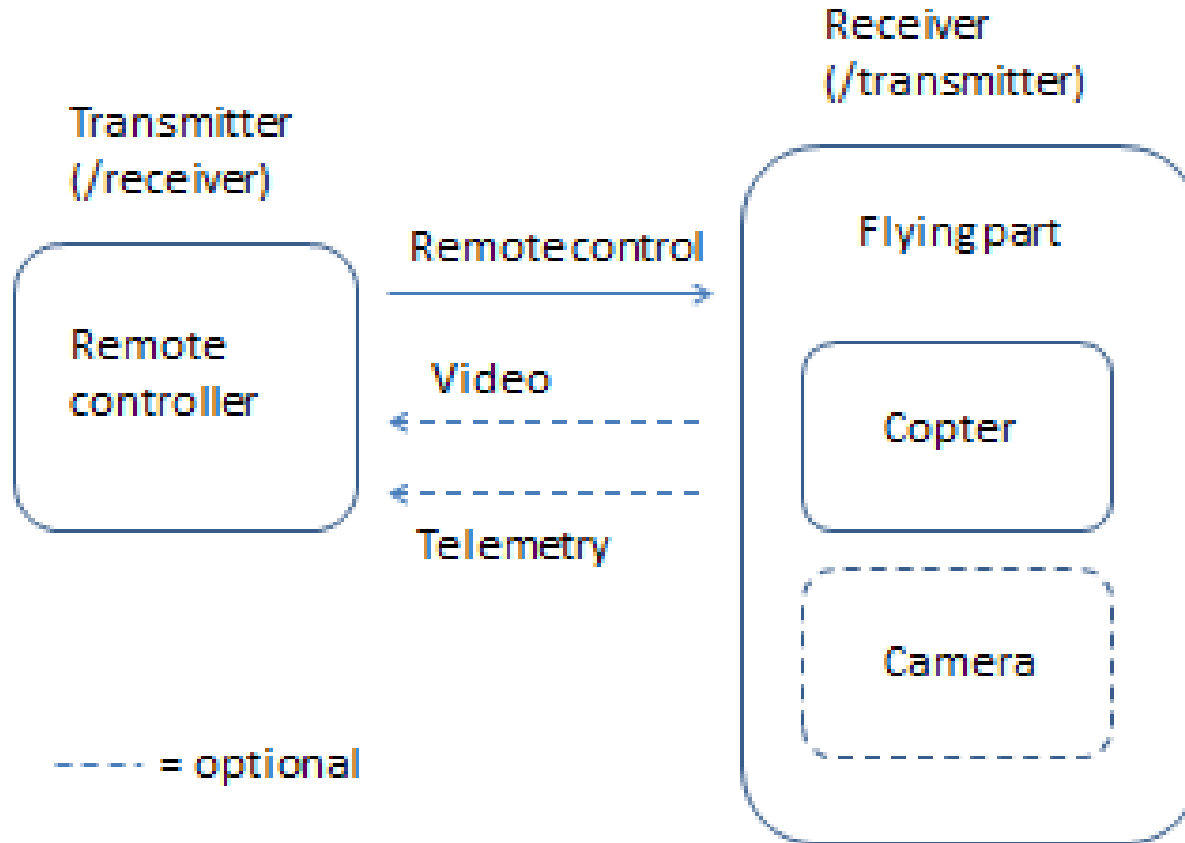 Transmitter
(/receiver)
Remote
controller
Remote control
Video
Telemetry
Receiver
(/transmitter)
Flying part
Copter
Camera
= optional